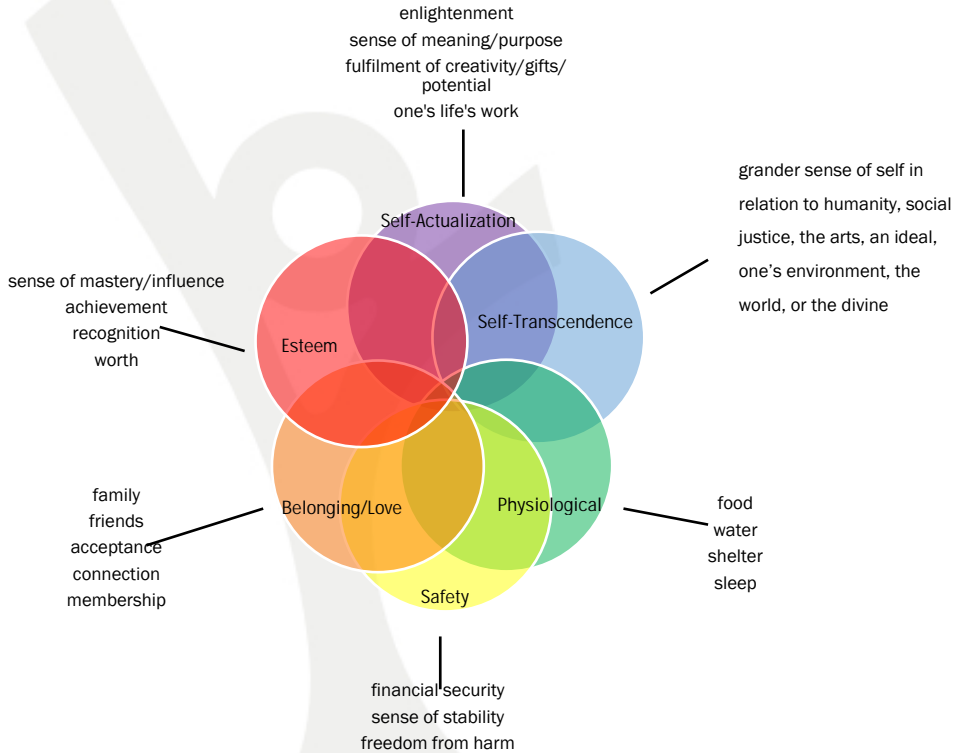 enlightenment
sense of meaning/purpose
fulfilment of creativity/gifts/
potential
one's life's work
grander sense of self in
relation to humanity, social
justice, the arts, an ideal,
one’s environment, the
world, or the divine
Self-Actualization
Self-Transcendence
sense of mastery/influence
achievement
recognition
worth
Esteem
family
friends
acceptance
connection
membership
Belonging/Love
Physiological
food
water
shelter
sleep
Safety
financial security
sense of stability
freedom from harm